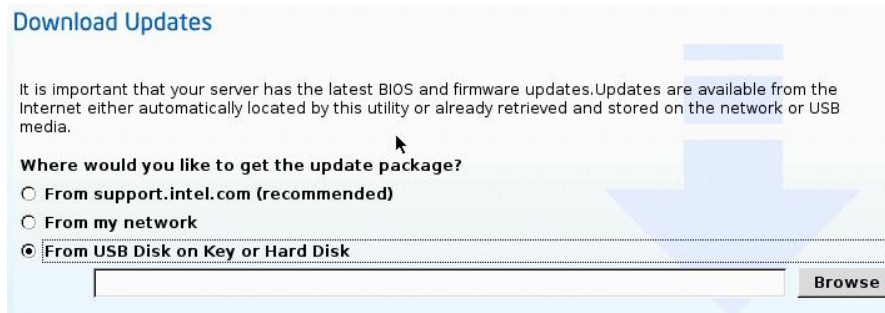 Download Updates
It is important that your server has the latest BIOS and firmware updates.Updates are available from the
Internet either automatically located by this utility or already retrieved and stored on the network or USB
media.
Where would you like to get the update package?
From support.intel.com (recommended)
From my network
From USB Disk on Key or Hard Disk
Browse